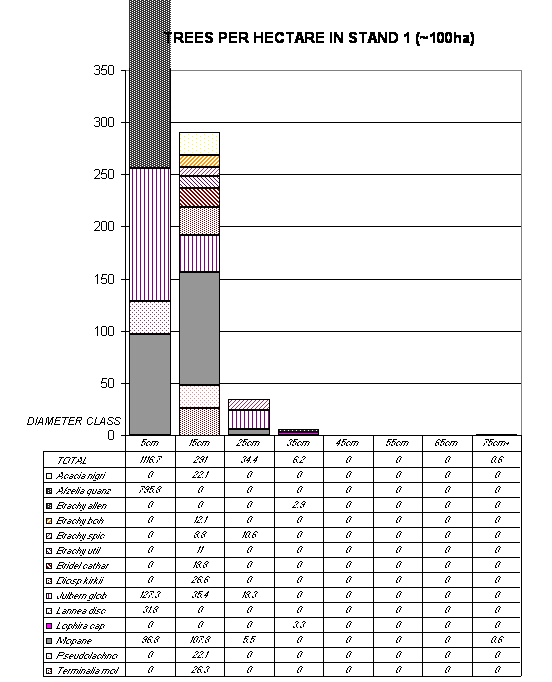 TREES PER HECTARE IN STAND 1 (~100ha)
350
300
250
200
150
100
50
0
DIAMETER CLASS
5cm 15cm 25cm 35cm 45cm 55cm 65cm 75cm+
TOTAL 1116.7 291 34.4 6.2 0 0 0 0.6
Acacia nigri 0 22.1 0 0 0 0 0 0
Afzelia quanz 795.8 0 0 0 0 0 0 0
Brachy allen 0 0 0 2.9 0 0 0 0
Brachy boh 0 12.1 0 0 0 0 0 0
Brachy spic 0 8.8 10.6 0 0 0 0 0
Brachy util 0 11 0 0 0 0 0 0
Bridel cathar 0 18.8 0 0 0 0 0 0
Diosp kirkii 0 26.6 0 0 0 0 0 0
Julbern glob 127.3 35.4 18.3 0 0 0 0 0
Lannea disc 31.8 0 0 0 0 0 0 0
Lophira cap 0 0 0 3.3 0 0 0 0
Mopane 96.8 107.8 5.5 0 0 0 0 0.6
Pseudolachno 0 22.1 0 0 0 0 0 0
Terminalia mol 0 26.3 0 0 0 0 0 0